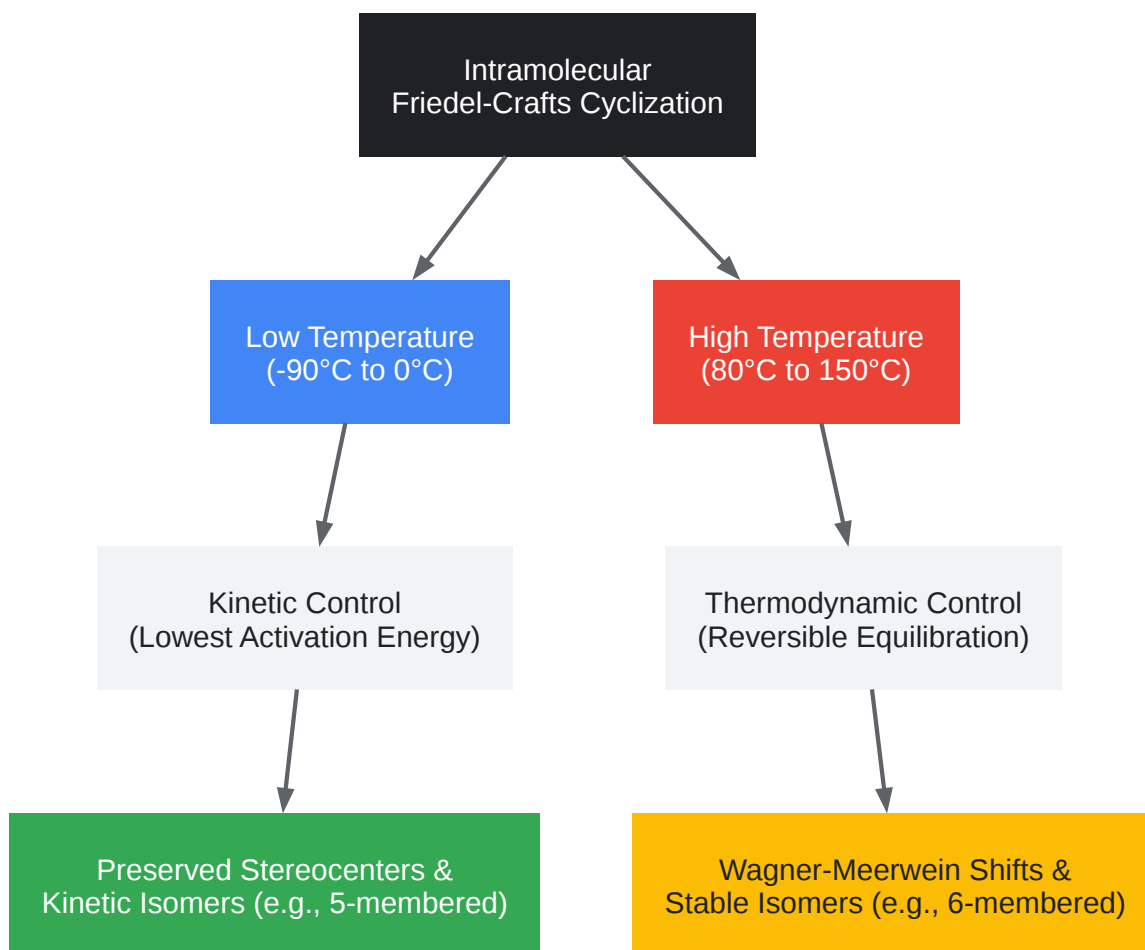 Intramolecular
Friedel-Crafts Cyclization
Low Temperature
(-90°C to 0°C)
High Temperature
(80°C to 150°C)
Kinetic Control
(Lowest Activation Energy)
Thermodynamic Control
(Reversible Equilibration)
Preserved Stereocenters &
Kinetic Isomers (e.g., 5-membered)
Wagner-Meerwein Shifts &
Stable Isomers (e.g., 6-membered)